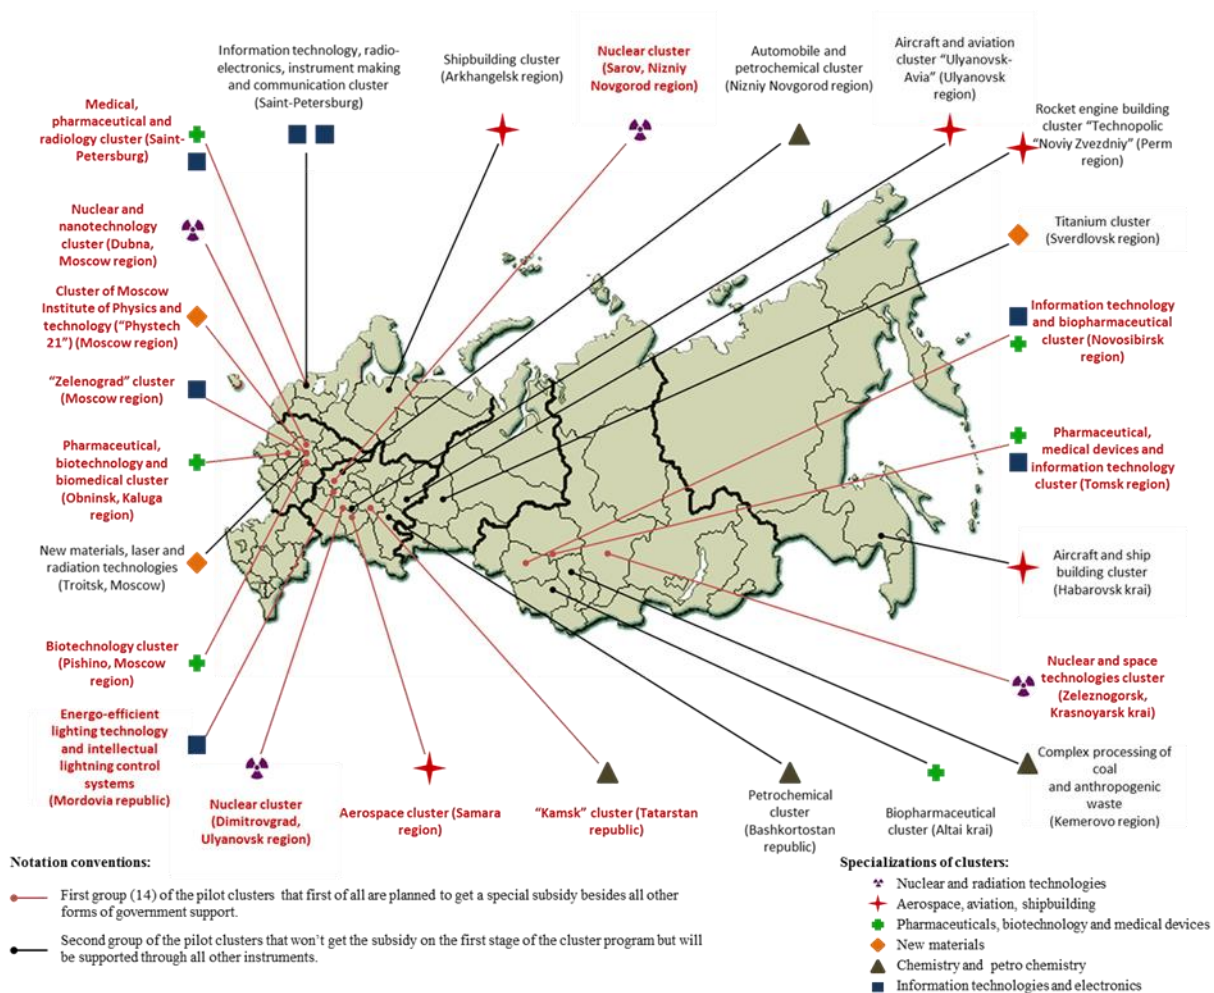 Information technology, radio-
electronics, instrument making
and communication cluster
(Saint-Petersburg)
Shipbuilding cluster
(Arkhangelsk region)
Nuclear cluster
(Sarov, Nizniy
Novgorod region)
Automobile and
petrochemical cluster
(Nizniy Novgorod region)
Aircraft and aviation
cluster “Ulyanovsk-
Avia” (Ulyanovsk
region)
Rocket engine building
cluster “Technopolic
“Noviy Zvezdniy” (Perm
region)
Titanium cluster
(Sverdlovsk region)
Information technology
and biopharmaceutical
cluster (Novosibirsk
region)
Pharmaceutical,
medical devices and
information technology
cluster (Tomsk region)
Aircraft and ship
building cluster
(Habarovsk krai)
Nuclear and space
technologies cluster
(Zeleznogorsk,
Krasnoyarsk krai)
Complex processing of
coal
and anthropogenic
waste
(Kemerovo region)
Medical,
pharmaceutical and
radiology cluster (Saint-
Petersburg)
Nuclear and
nanotechnology
cluster (Dubna,
Moscow region)
Cluster of Moscow
Institute of Physics and
technology (“Phystech
21”) (Moscow region)
“Zelenograd” cluster
(Moscow region)
Pharmaceutical,
biotechnology and
biomedical cluster
(Obninsk, Kaluga
region)
New materials, laser and
radiation technologies
(Troitsk, Moscow)
Biotechnology cluster
(Pishino, Moscow
region)
Energo-efficient
lighting technology
and intellectual
lightning control
systems
(Mordovia republic)
Nuclear cluster
(Dimitrovgrad,
Ulyanovsk region)
Aerospace cluster (Samara
region)
“Kamsk” cluster (Tatarstan
republic)
Petrochemical
cluster
(Bashkortostan
republic)
Biopharmaceutical
cluster (Altai krai)
Notation conventions:
First group (14) of the pilot clusters that first of all are planned to get a special subsidy besides all other
forms of government support.
Second group of the pilot clusters that won’t get the subsidy on the first stage of the cluster program but will
be supported through all other instruments.
Specializations of clusters:
Nuclear and radiation technologies
Aerospace, aviation, shipbuilding
Pharmaceuticals, biotechnology and medical devices
New materials
Chemistry and petro chemistry
Information technologies and electronics